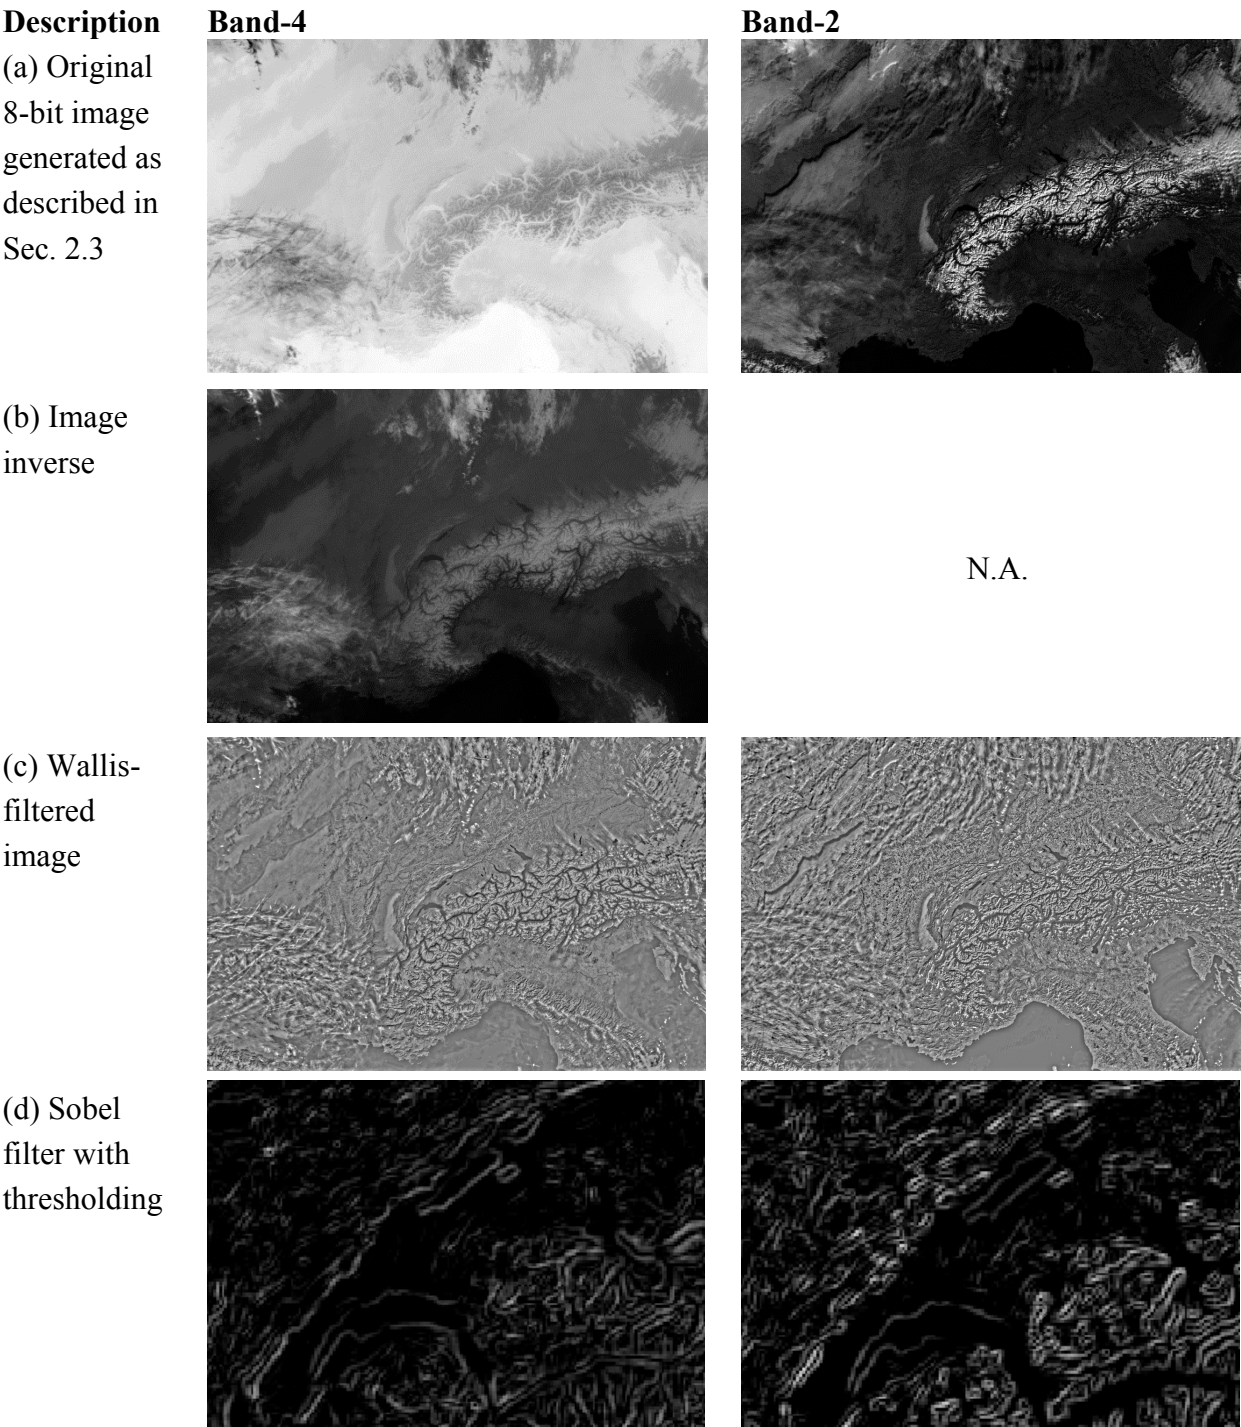 Description Band-4 Band-2
(a) Original
8-bit image
generated as
described in
Sec. 2.3
(b) Image
inverse
N.A.
(c) Wallis-
filtered
image
(d) Sobel
filter with
thresholding